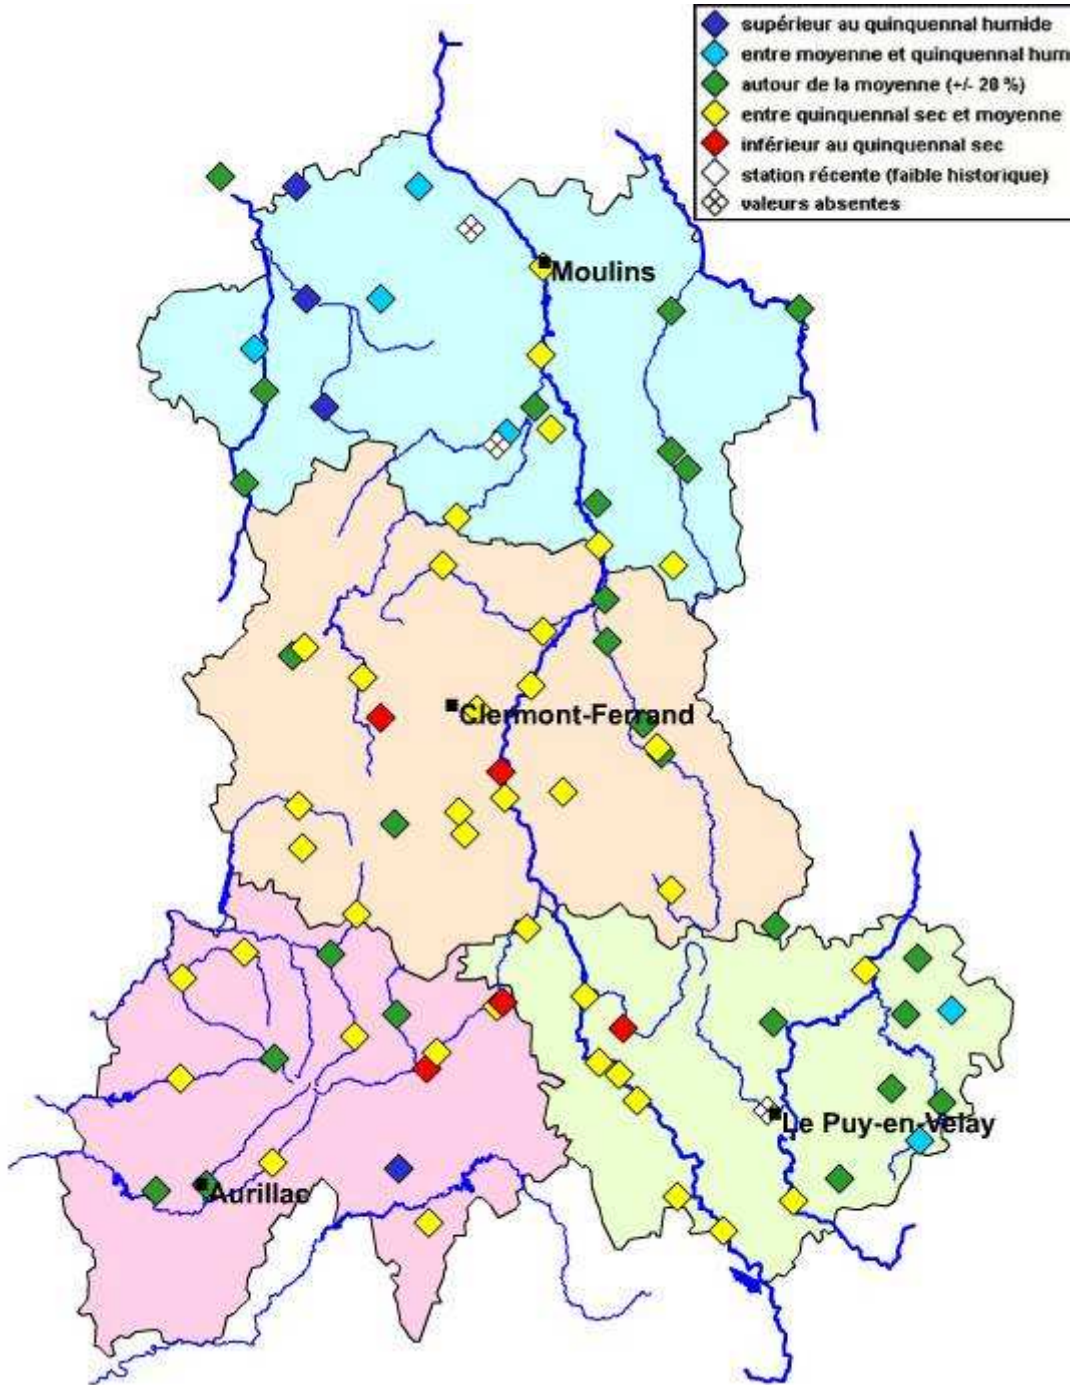 supérieur au quinquennal humide
entre moyenne et quinquennal hum
autour de la moyenne (+/- 20 %)
entre quinquennal sec et moyenne
inférieur au quinquennal sec
station récente (faible historique)
valeurs absentes
Moulins
Clermont-Ferrand
Le Puy-en-Velay
Aurillac